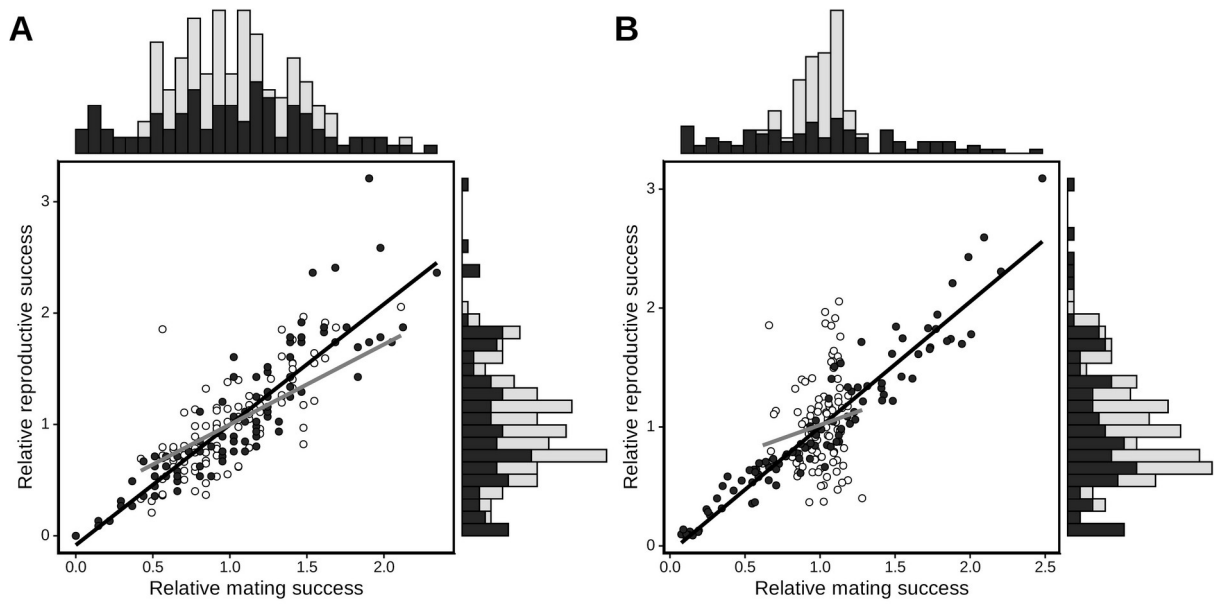 A
B
Relative reproductive success
3
2
1
0
0.0 0.5 1.0 1.5 2.0
Relative mating success
Relative reproductive success
3
2
1
0
0.0 0.5 1.0 1.5 2.0 2.5
Relative mating success